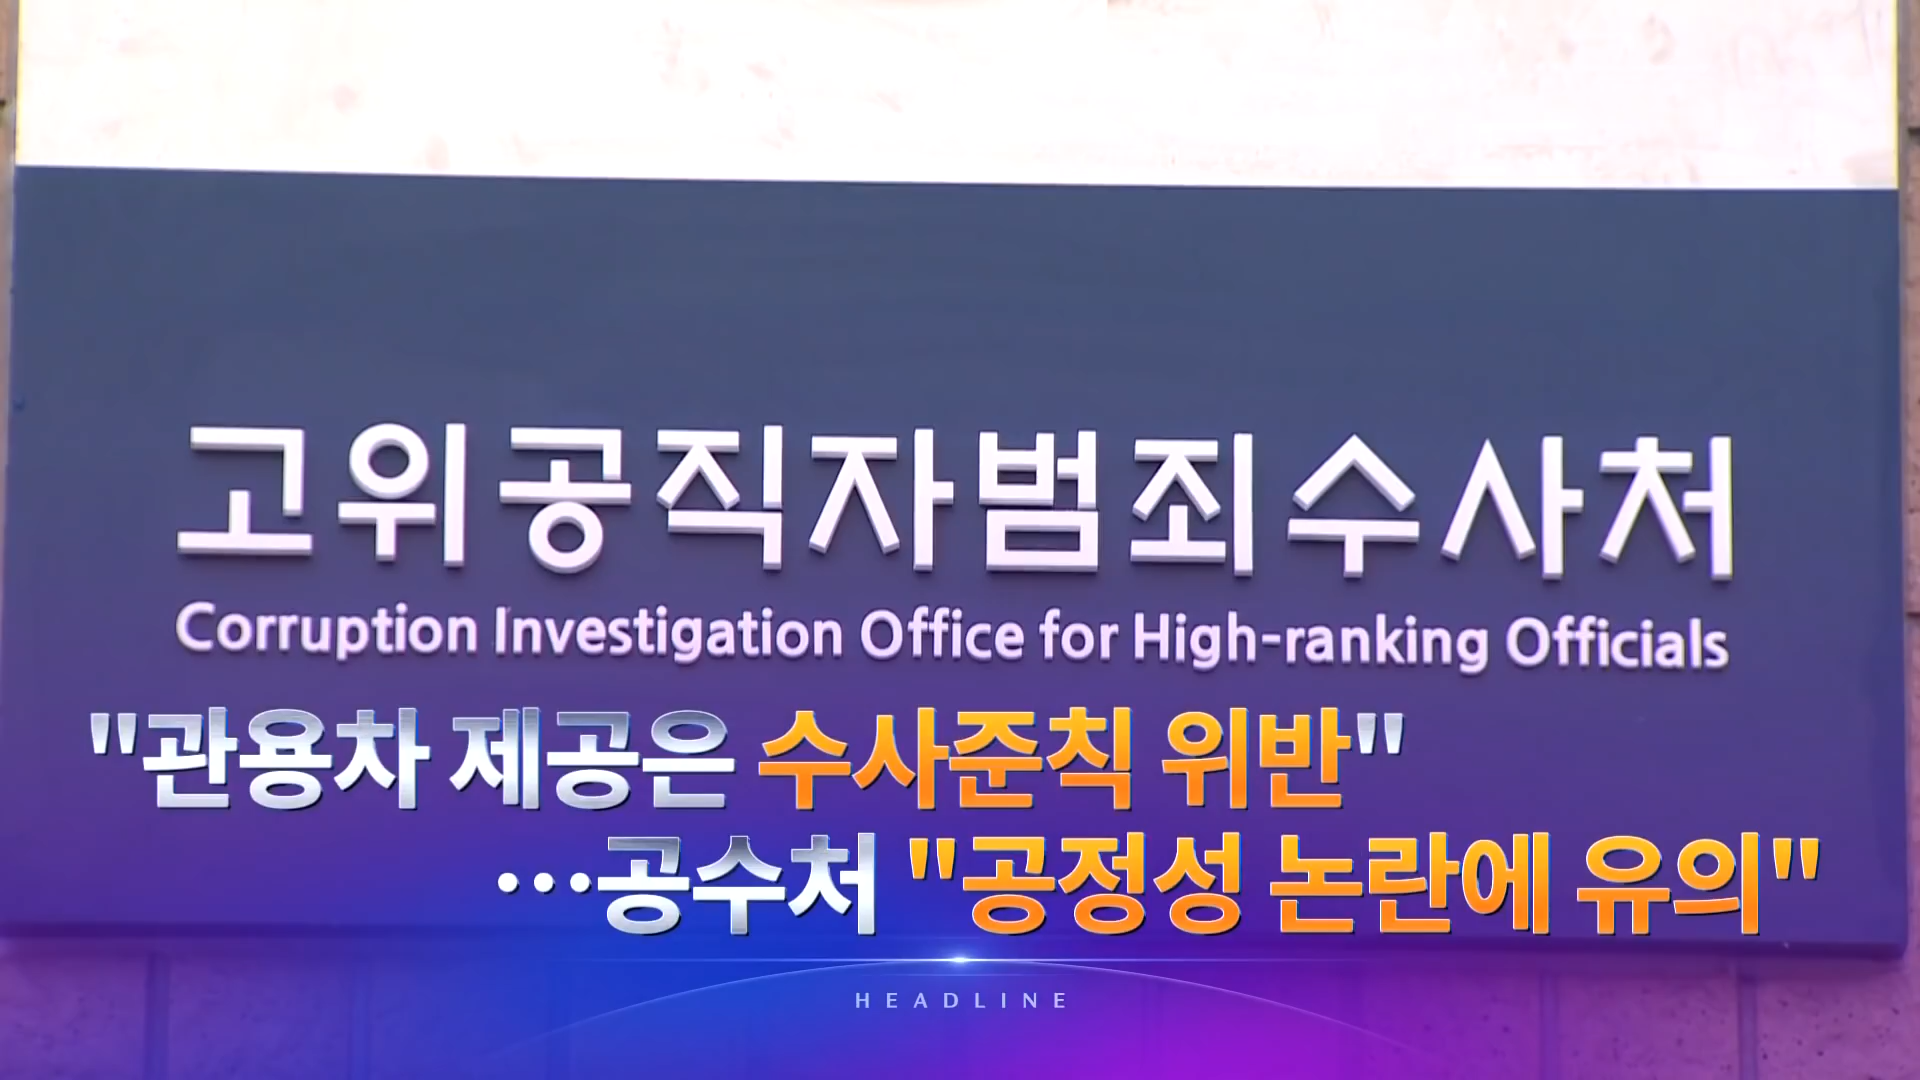 고위공직자범죄수사처
Corruption Investigation Office for High-ranking Officials
"관용차 제공은 수사준칙 위반"
···공수처 "공정성 논란에 유의"
HEADLINE